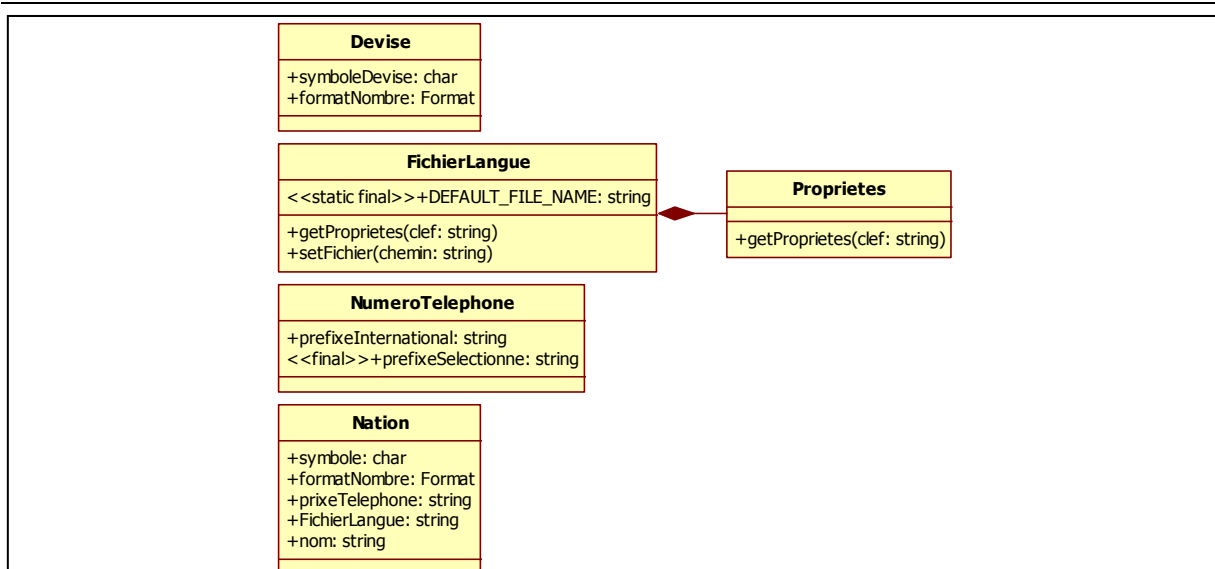 Devise
+symboleDevise: char
+formatNombre: Format
FichierLangue
<<static final>>+DEFAULT_FILE_NAME: string
+getProprietes(clef: string)
+setFichier(chemin: string)
Proprietes
+getProprietes(clef: string)
NumeroTelephone
+prefixeInternational: string
<<final>>+prefixeSelectionne: string
Nation
+symbole: char
+formatNombre: Format
+prixeTelephone: string
+FichierLangue: string
+nom: string